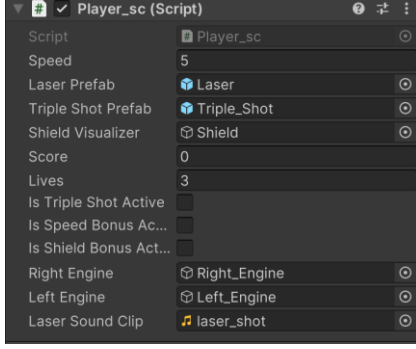 # Player_sc (Script)
Script Player_sc
Speed 5
Laser Prefab Laser
Triple Shot Prefab Triple_Shot
Shield Visualizer Shield
Score 0
Lives 3
Is Triple Shot Active
Is Speed Bonus Ac...
Is Shield Bonus Act...
Right Engine Right_Engine
Left Engine Left_Engine
Laser Sound Clip laser_shot